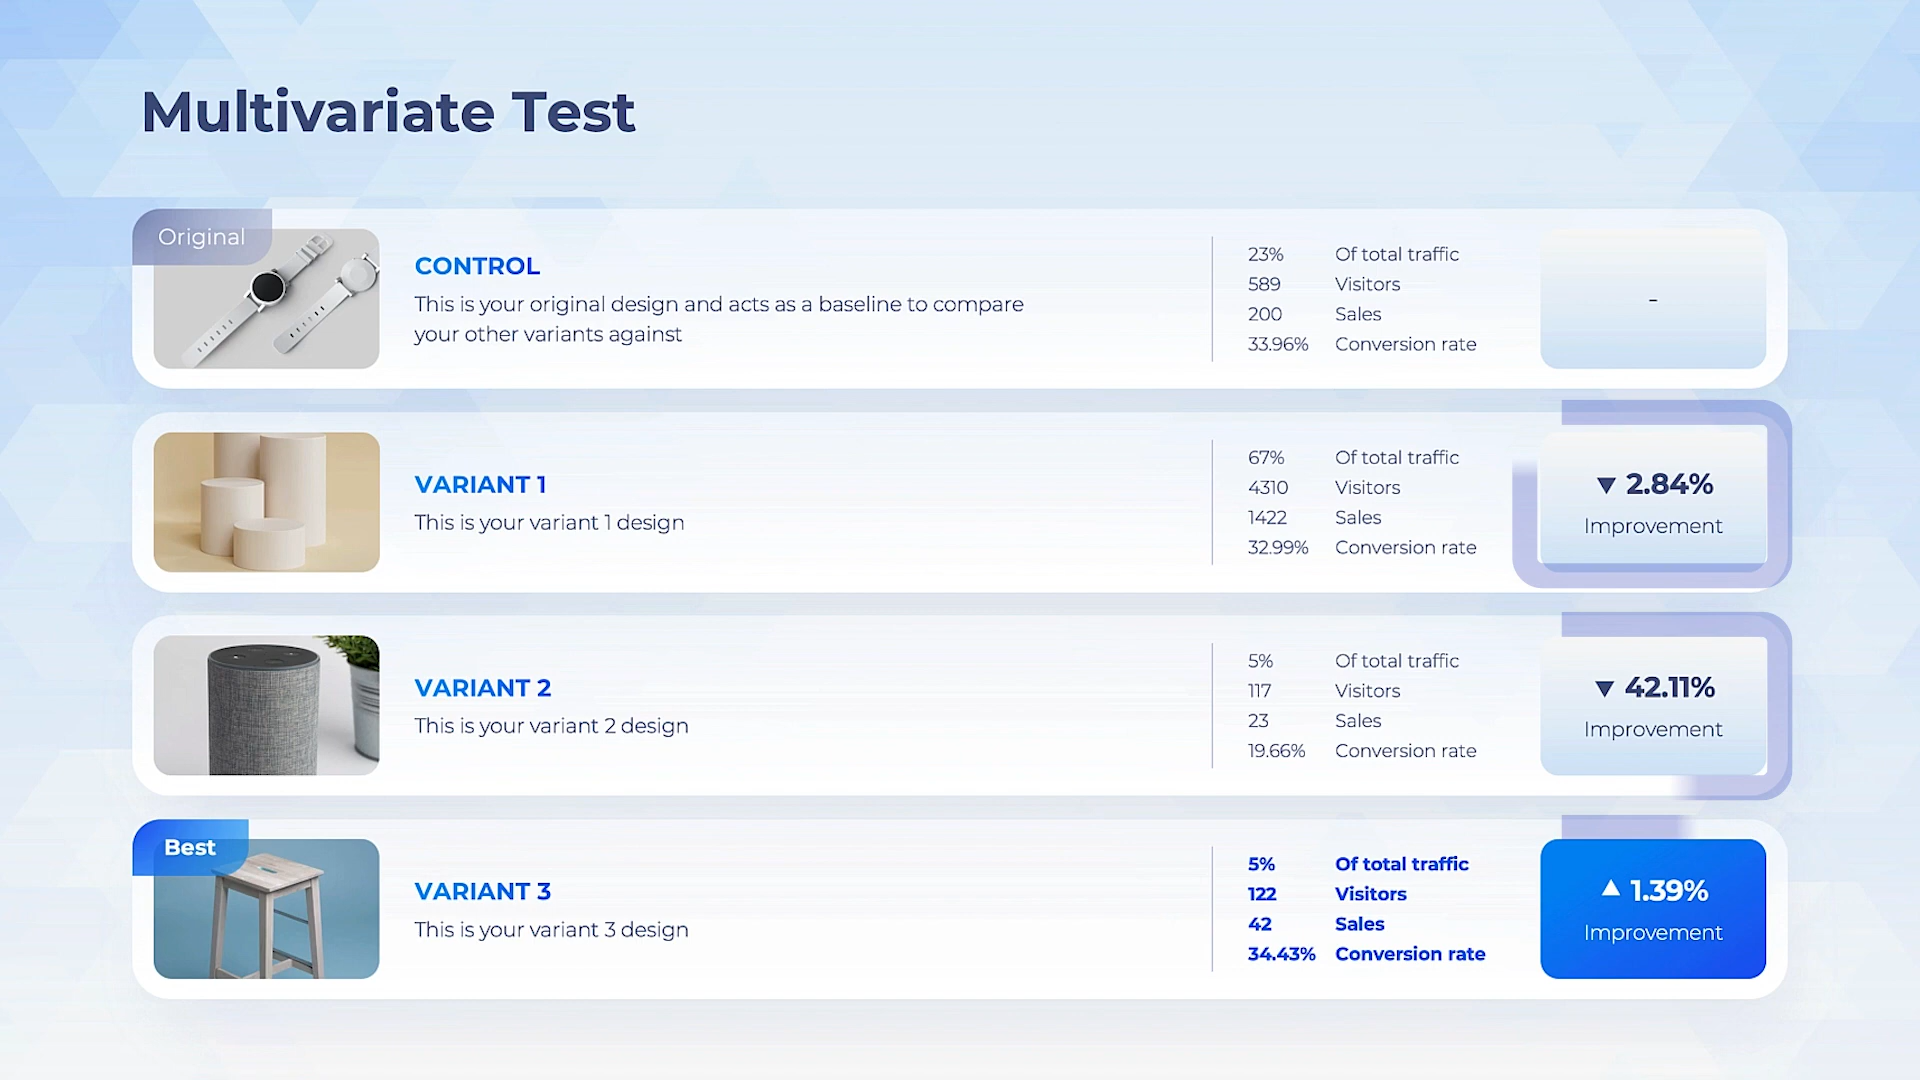 Multivariate Test
Original
CONTROL
This is your original design and acts as a baseline to compare
your other variants against
23% Of total traffic
589 Visitors
200 Sales
33.96% Conversion rate
-
VARIANT 1
This is your variant 1 design
67% Of total traffic
4310 Visitors
1422 Sales
32.99% Conversion rate
▼ 2.84%
Improvement
VARIANT 2
This is your variant 2 design
5% Of total traffic
117 Visitors
23 Sales
19.66% Conversion rate
▼ 42.11%
Improvement
Best
VARIANT 3
This is your variant 3 design
5% Of total traffic
122 Visitors
42 Sales
34.43% Conversion rate
▲ 1.39%
Improvement